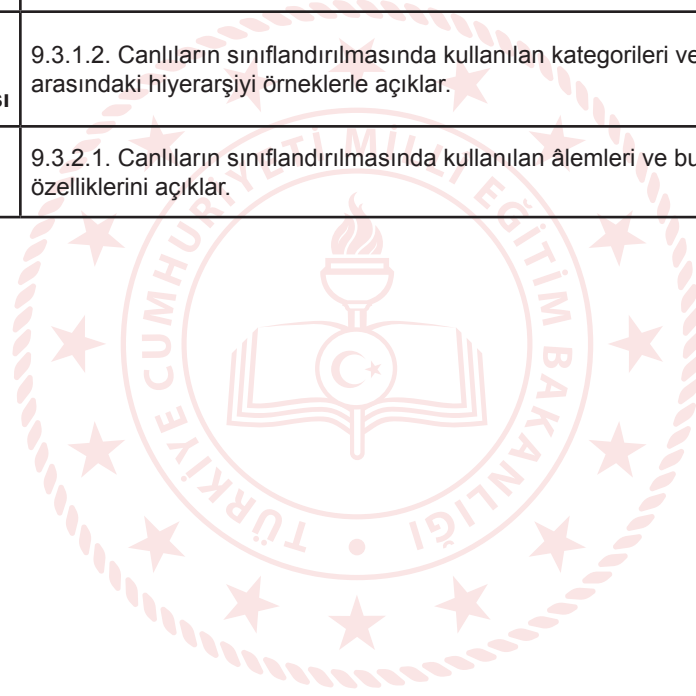 9.3.1.2. Canlıların sınıflandırılmasında kullanılan kategorileri ve
arasındaki hiyerarşiyi örneklerle açıklar.
9.3.2.1. Canlıların sınıflandırılmasında kullanılan âlemleri ve bu
özelliklerini açıklar.
TÜRKİYE CUMHURİYETİ MİLLÎ EĞİTİM BAKANLIĞI